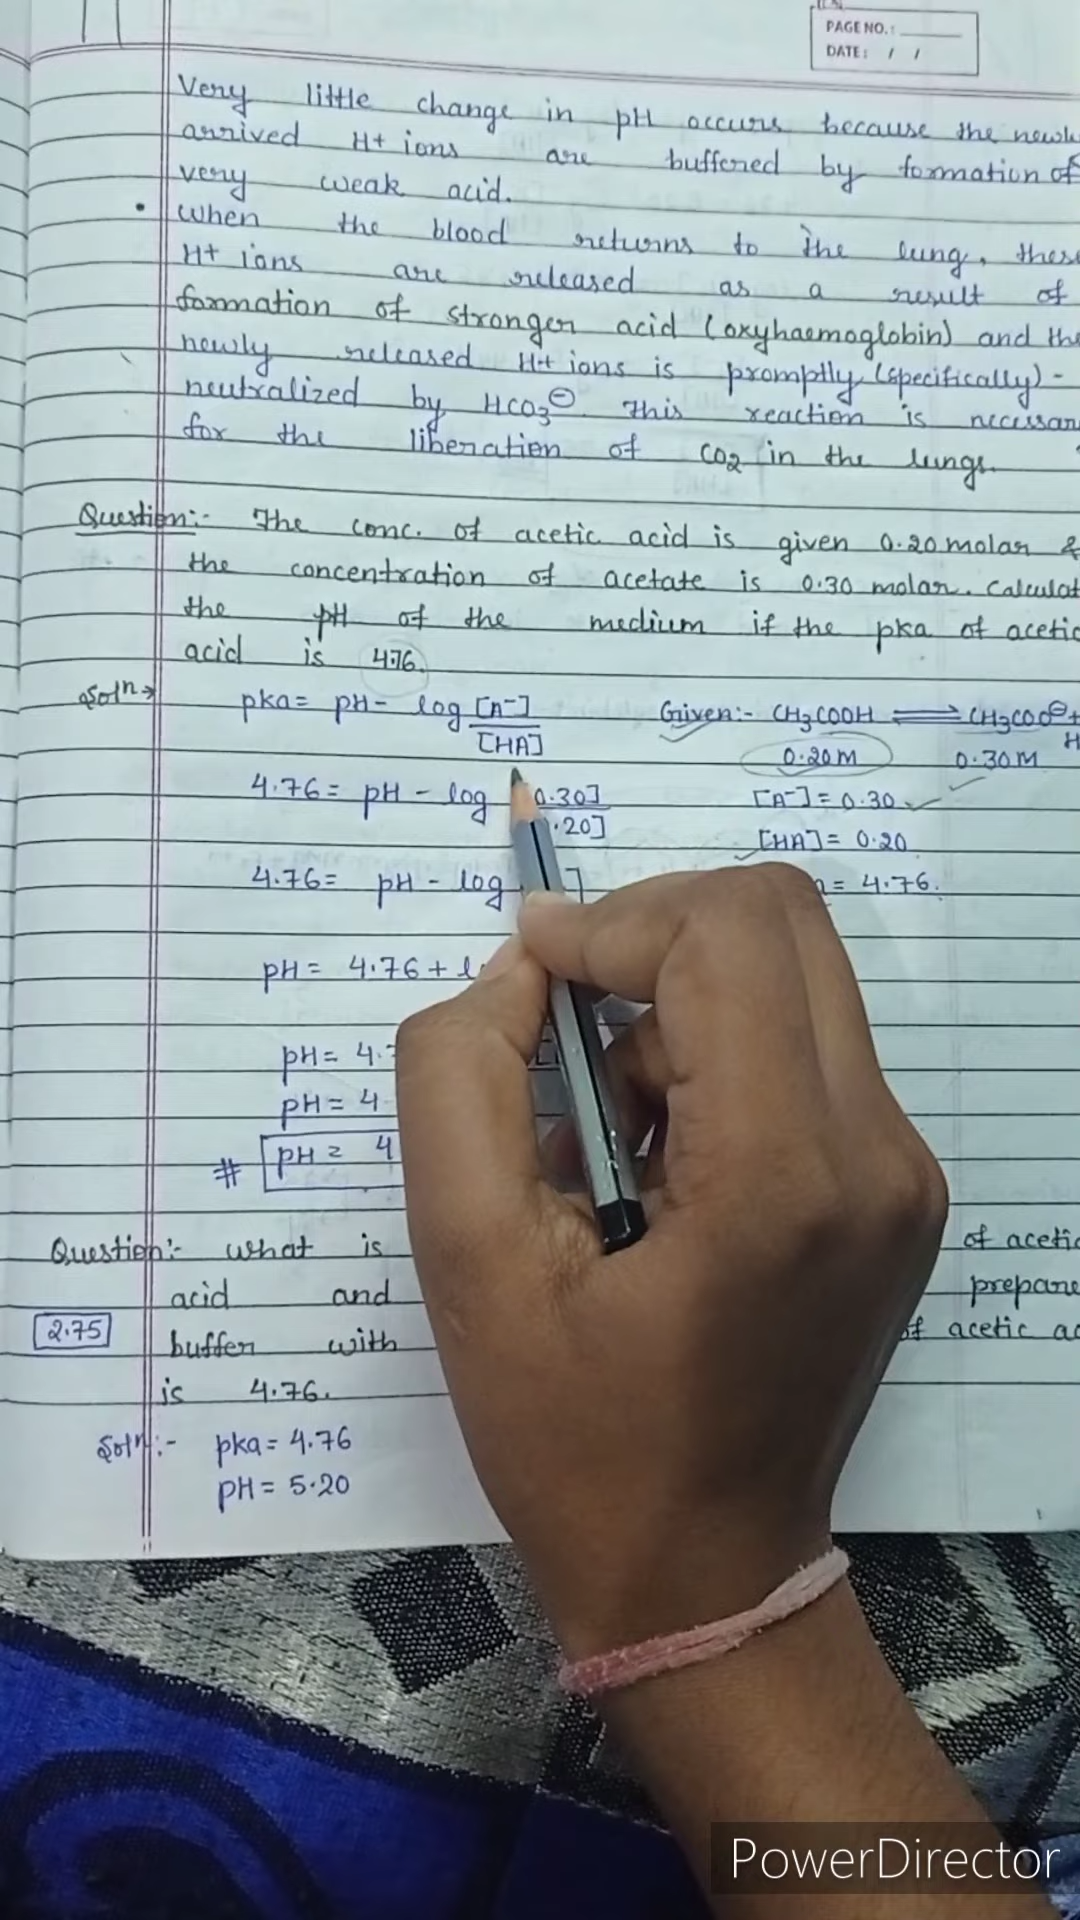 PAGE NO.:
DATE: / /
Very little change in pH occurs because the newly
arrived H+ ions are buffered by formation of
very weak acid.
• when the blood returns to the lung, these
H+ ions are released as a result of
formation of stronger acid (oxyhaemoglobin) and the
newly released H+ ions is promptly (specifically)-
neutralized by HCO3⊖. This reaction is necessar
for the liberation of CO2 in the lungs.
Question:- The conc. of acetic acid is given 0.20 molar &
the concentration of acetate is 0.30 molar. Calculat
the pH of the medium if the pka of acetic
acid is 4.76.
Soln→ pka= pH- log [A-]/[HA] Given:- CH3COOH ⇌ CH3COO⊖+
H
0.20M 0.30M
4.76= pH - log 0.30]/.20] [A-]= 0.30
[HA]= 0.20
4.76= pH - log ] = 4.76.
pH= 4.76 + l
pH= 4.7
pH= 4
# pH = 4
Question:- what is of acetic
acid and prepare
2.75 buffer with of acetic ac
is 4.76.
Soln:- pka= 4.76
pH= 5.20
PowerDirector